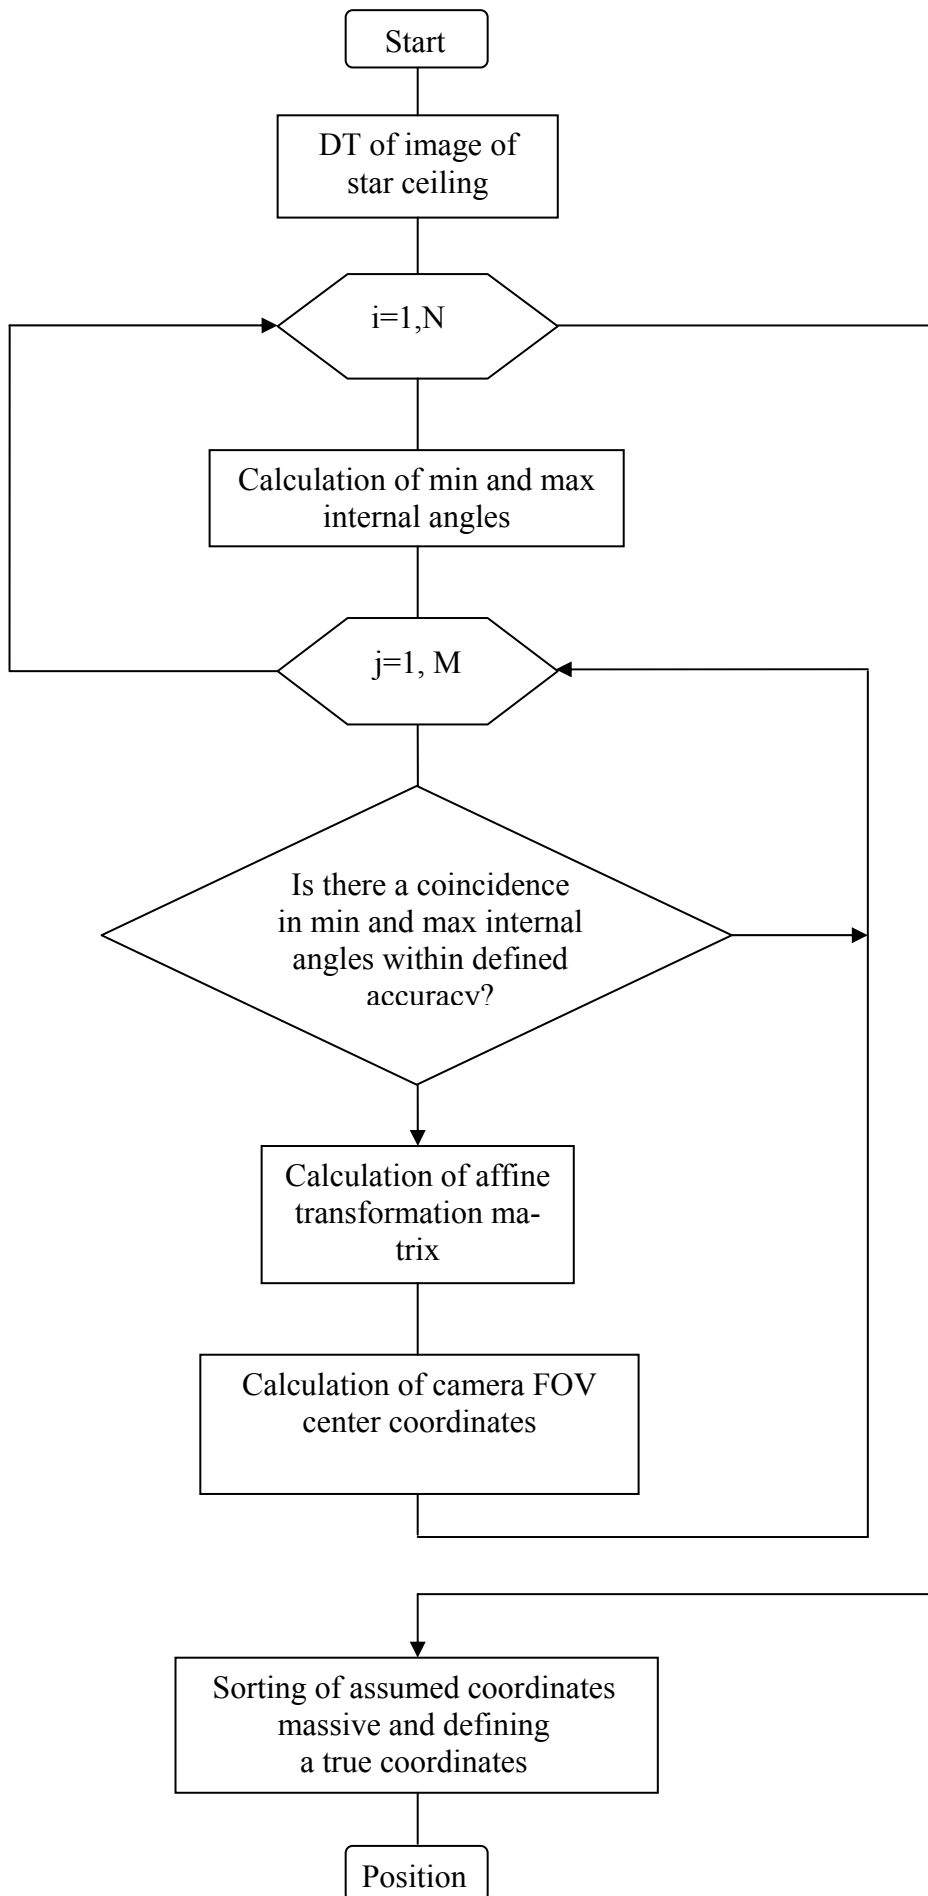 Start
DT of image of
star ceiling
i=1,N
Calculation of min and max
internal angles
j=1, M
Is there a coincidence
in min and max internal
angles within defined
accuracy?
Calculation of affine
transformation ma-
trix
Calculation of camera FOV
center coordinates
Sorting of assumed coordinates
massive and defining
a true coordinates
Position